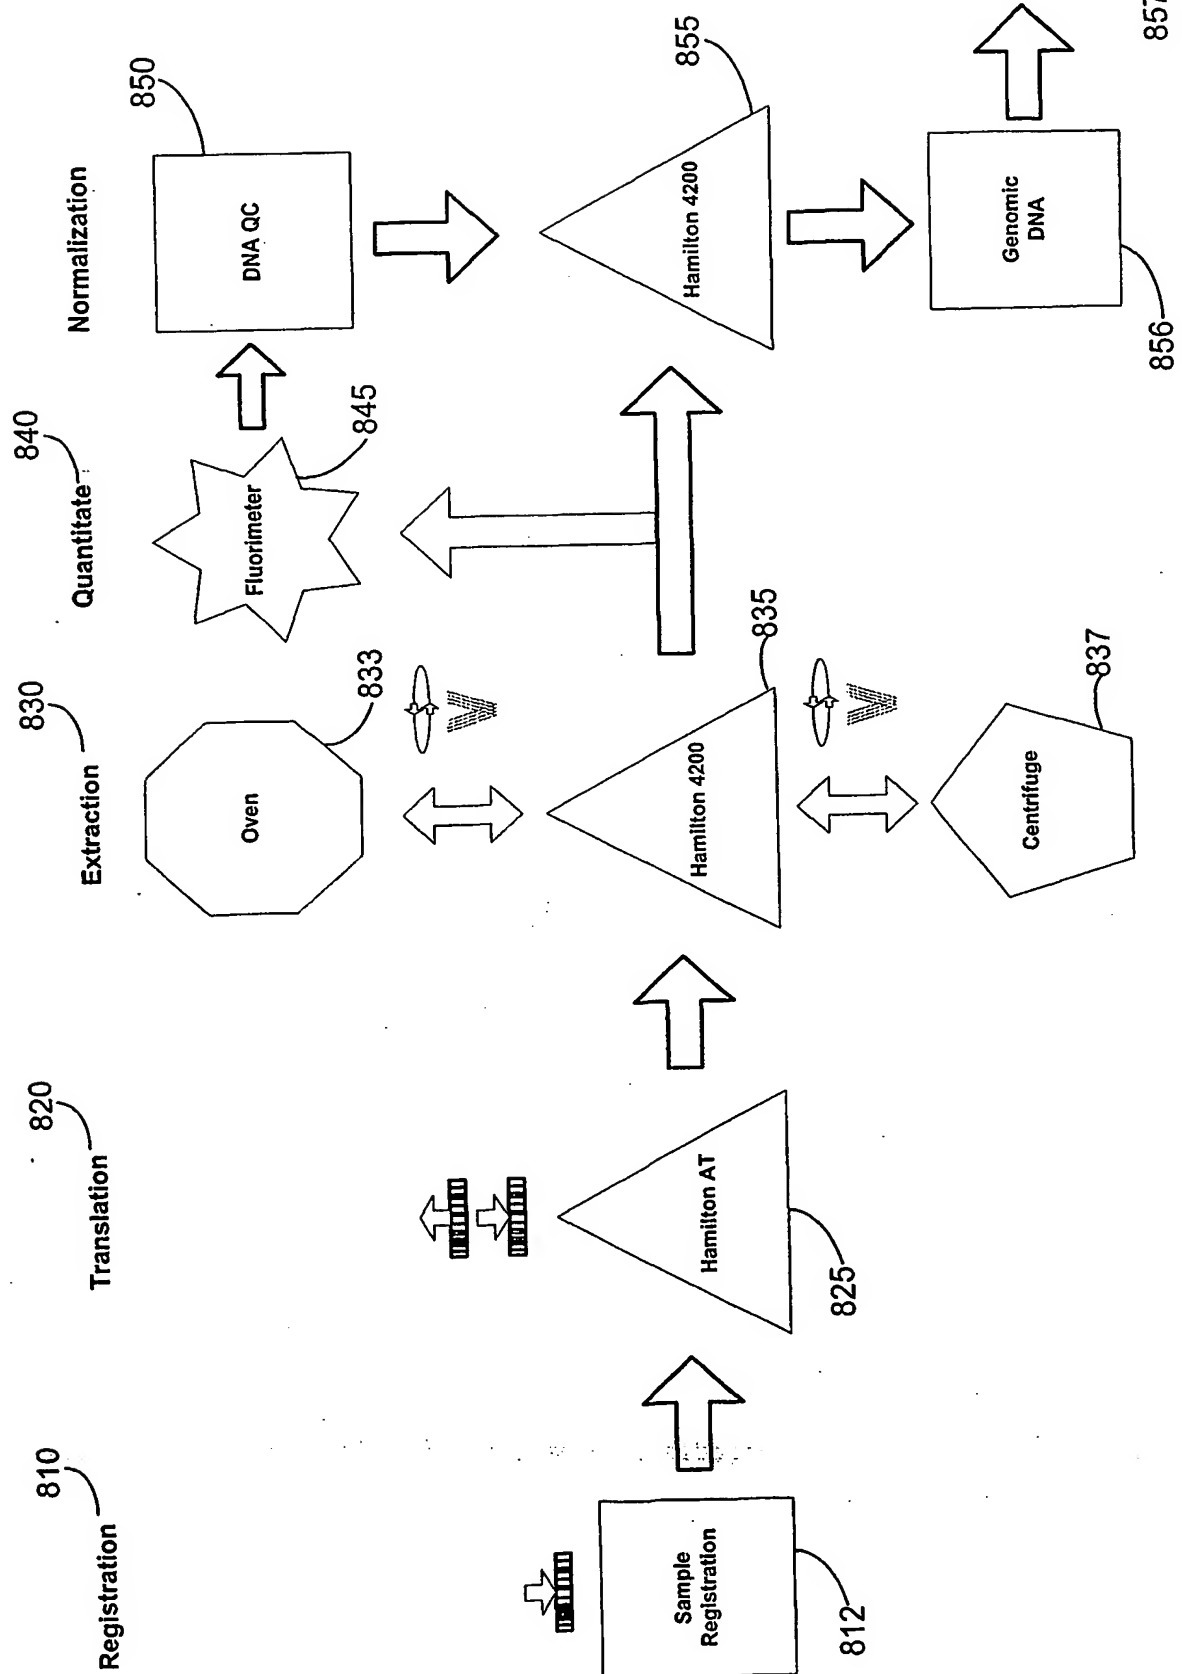 810
820
830
840
Registration
Translation
Extraction
Quantitate
Normalization
850
Oven
Fluorimeter
DNA QC
833
845
Sample
Registration
Hamilton AT
Hamilton 4200
Hamilton 4200
855
835
812
825
Centrifuge
Genomic
DNA
837
856
857